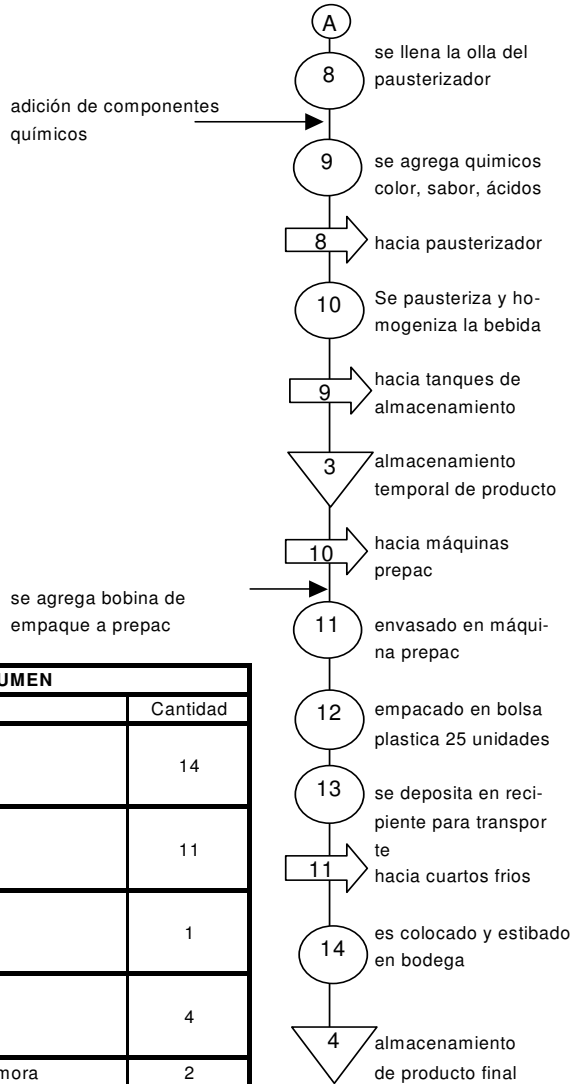 A
8
se llena la olla del
pausterizador
adición de componentes
químicos
9
se agrega quimicos
color, sabor, ácidos
8
hacia pausterizador
10
Se pausteriza y ho-
mogeniza la bebida
9
hacia tanques de
almacenamiento
3
almacenamiento
temporal de producto
10
hacia máquinas
prepac
se agrega bobina de
empaque a prepac
11
envasado en máqui-
na prepac
12
empacado en bolsa
plastica 25 unidades
13
se deposita en reci-
piente para transpor
te
11
hacia cuartos frios
14
es colocado y estibado
en bodega
4
almacenamiento
de producto final
UMEN
Cantidad
14
11
1
4
mora 2